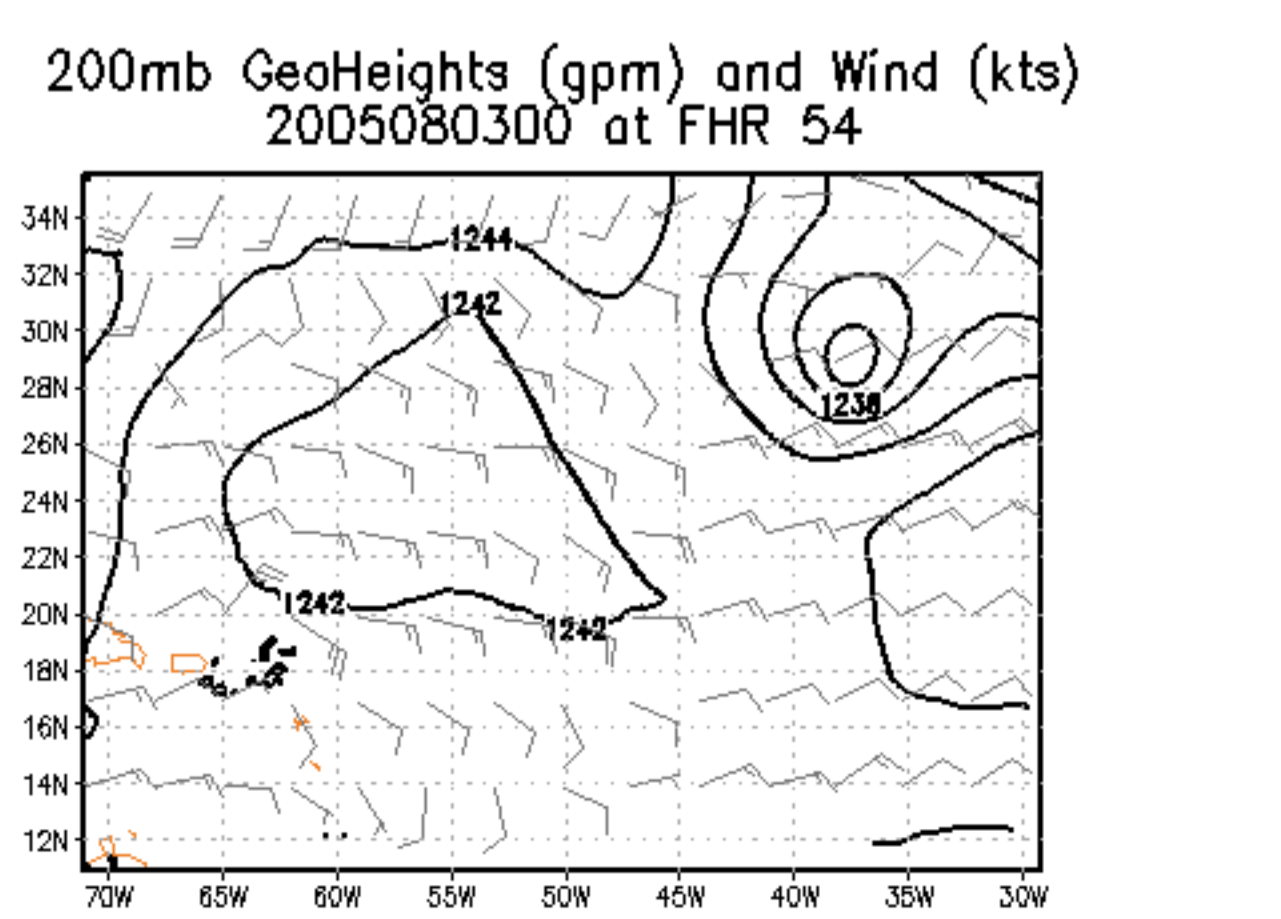 200mb GeoHeights (gpm) and Wind (kts)
2005080300 at FHR 54
34N
1244
32N
1242
30N
28N
1238
26N
24N
22N
20N
1242
1242
18N
16N
14N
12N
70W 65W 60W 55W 50W 45W 40W 35W 30W